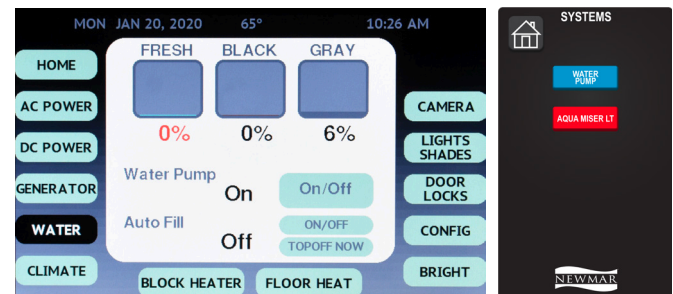 MON JAN 20, 2020 65° 10:26 AM
HOME
AC POWER
DC POWER
GENERATOR
WATER
CLIMATE
FRESH BLACK GRAY
0% 0% 6%
Water Pump On On/Off
Auto Fill Off ON/OFF
TOPOFF NOW
CAMERA
LIGHTS
SHADES
DOOR
LOCKS
CONFIG
BRIGHT
BLOCK HEATER FLOOR HEAT
SYSTEMS
WATER
PUMP
AQUA MISER LT
NEWMAR